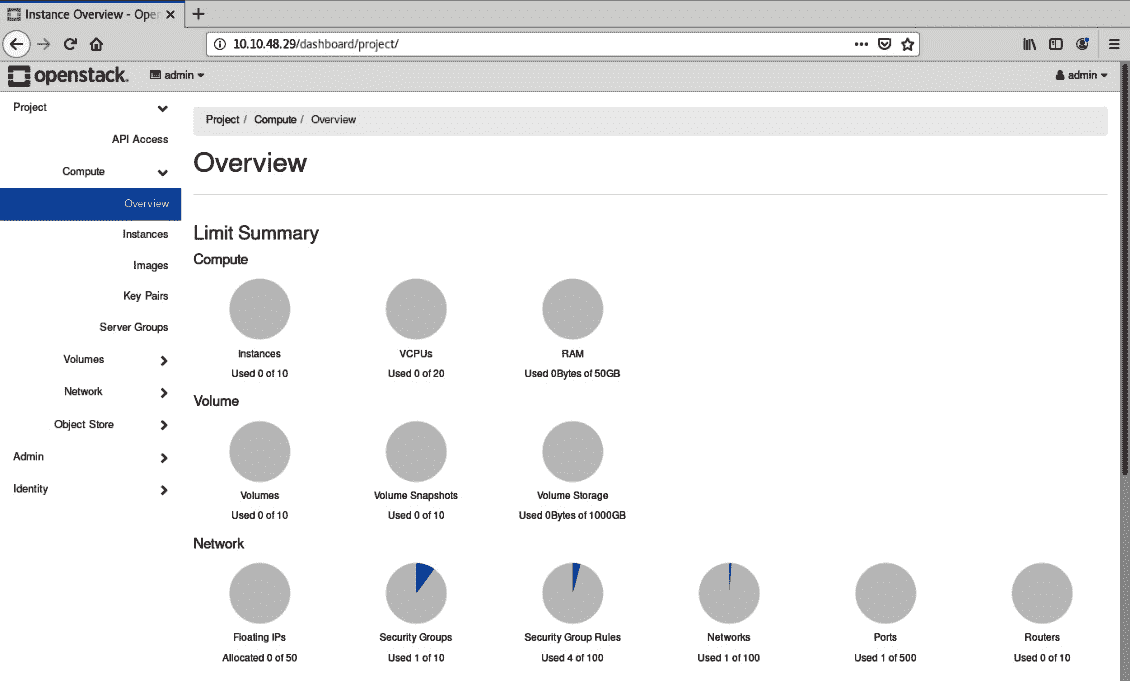 Instance Overview - Oper
10.10.48.29/dashboard/project/
openstack. admin admin
Project
API Access
Compute
Overview
Instances
Images
Key Pairs
Server Groups
Volumes
Network
Object Store
Admin
Identity
Project / Compute / Overview
Overview
Limit Summary
Compute
Instances VCPUs RAM
Used 0 of 10 Used 0 of 20 Used 0Bytes of 50GB
Volume
Volumes Volume Snapshots Volume Storage
Used 0 of 10 Used 0 of 10 Used 0Bytes of 1000GB
Network
Floating IPs Security Groups Security Group Rules Networks Ports Routers
Allocated 0 of 50 Used 1 of 10 Used 4 of 100 Used 1 of 100 Used 1 of 500 Used 0 of 10